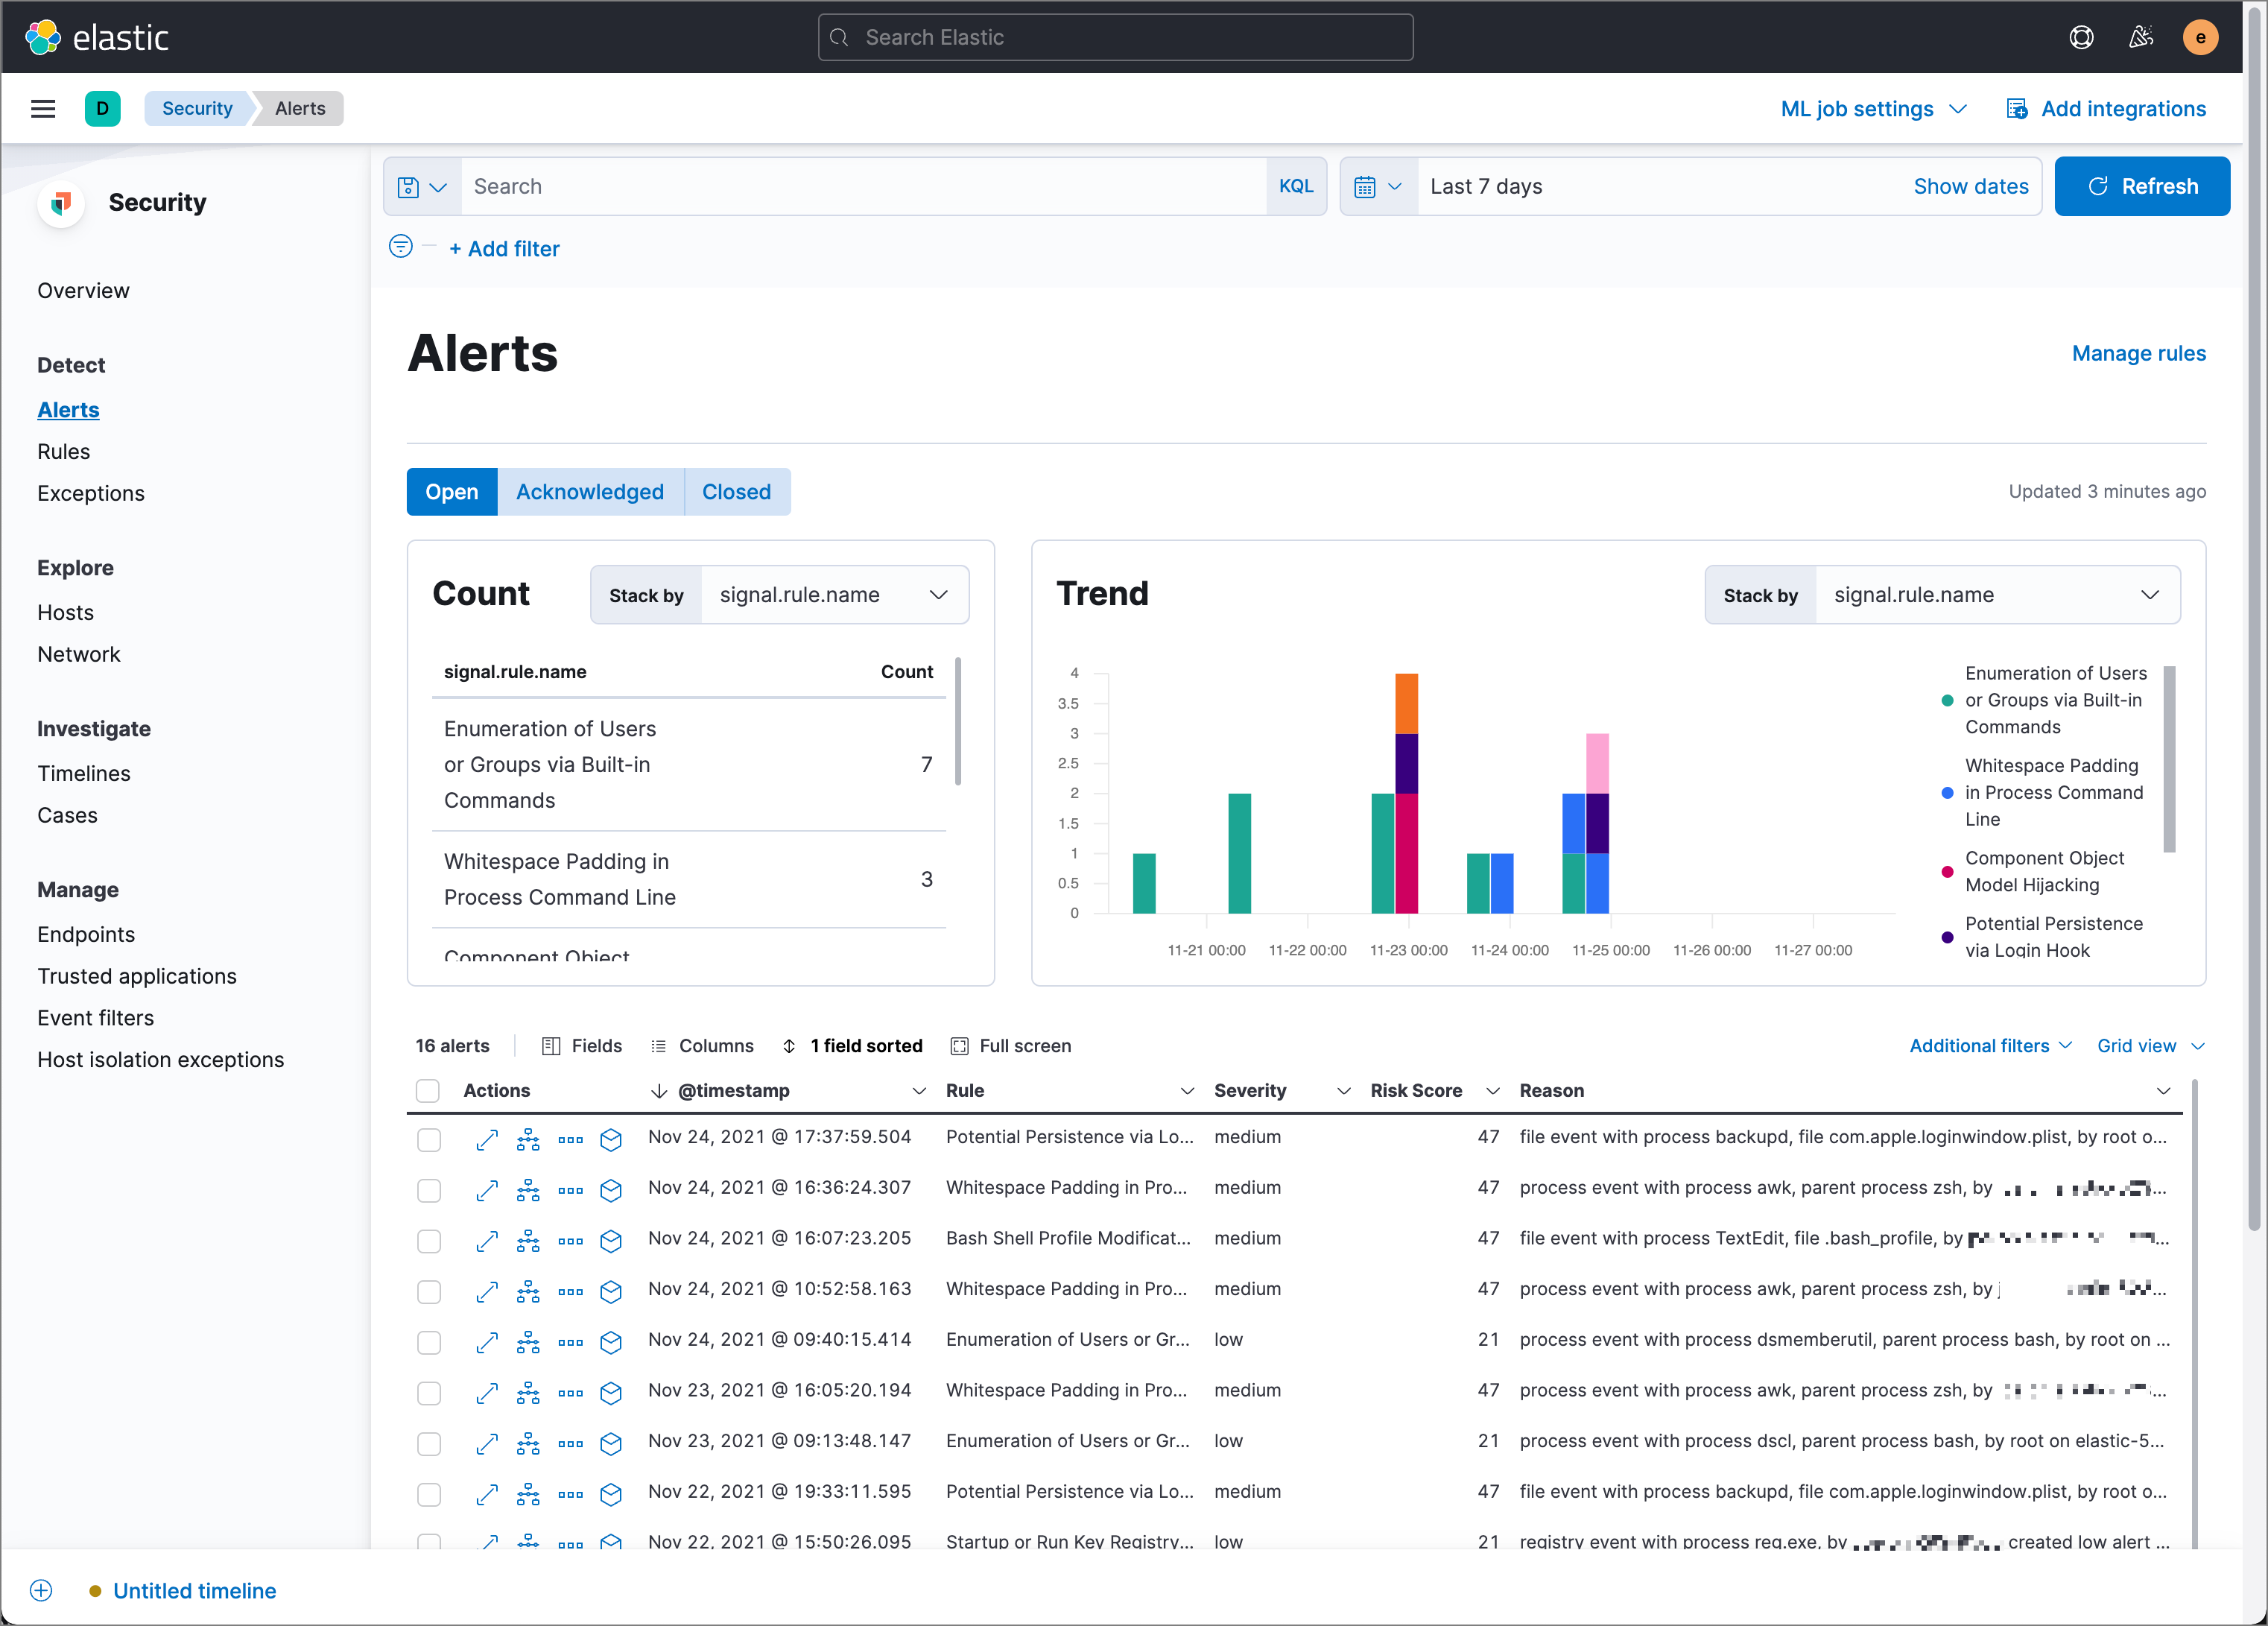 elastic
Search Elastic
e
D
Security
Alerts
ML job settings
Add integrations
Security
Search
KQL
Last 7 days
Show dates
Refresh
+ Add filter
Overview
Detect
Alerts
Rules
Exceptions
Explore
Hosts
Network
Investigate
Timelines
Cases
Manage
Endpoints
Trusted applications
Event filters
Host isolation exceptions
Alerts
Manage rules
Open
Acknowledged
Closed
Updated 3 minutes ago
Count
Stack by
signal.rule.name
signal.rule.name
Count
Enumeration of Users
or Groups via Built-in
Commands
7
Whitespace Padding in
Process Command Line
3
Component Object
Trend
Stack by
signal.rule.name
4
3.5
3
2.5
2
1.5
1
0.5
0
11-21 00:00
11-22 00:00
11-23 00:00
11-24 00:00
11-25 00:00
11-26 00:00
11-27 00:00
Enumeration of Users
or Groups via Built-in
Commands
Whitespace Padding
in Process Command
Line
Component Object
Model Hijacking
Potential Persistence
via Login Hook
16 alerts
Fields
Columns
1 field sorted
Full screen
Additional filters
Grid view
Actions @timestamp Rule Severity Risk Score Reason
Nov 24, 2021 @ 17:37:59.504 Potential Persistence via Lo... medium 47 file event with process backupd, file com.apple.loginwindow.plist, by root o...
Nov 24, 2021 @ 16:36:24.307 Whitespace Padding in Pro... medium 47 process event with process awk, parent process zsh, by ...
Nov 24, 2021 @ 16:07:23.205 Bash Shell Profile Modificat... medium 47 file event with process TextEdit, file .bash_profile, by ...
Nov 24, 2021 @ 10:52:58.163 Whitespace Padding in Pro... medium 47 process event with process awk, parent process zsh, by j ...
Nov 24, 2021 @ 09:40:15.414 Enumeration of Users or Gr... low 21 process event with process dsmemberutil, parent process bash, by root on ...
Nov 23, 2021 @ 16:05:20.194 Whitespace Padding in Pro... medium 47 process event with process awk, parent process zsh, by ...
Nov 23, 2021 @ 09:13:48.147 Enumeration of Users or Gr... low 21 process event with process dscl, parent process bash, by root on elastic-5...
Nov 22, 2021 @ 19:33:11.595 Potential Persistence via Lo... medium 47 file event with process backupd, file com.apple.loginwindow.plist, by root o...
Nov 22, 2021 @ 15:50:26.095 Startup or Run Key Registry... low 21 registry event with process reg.exe, by created low alert ...
Untitled timeline